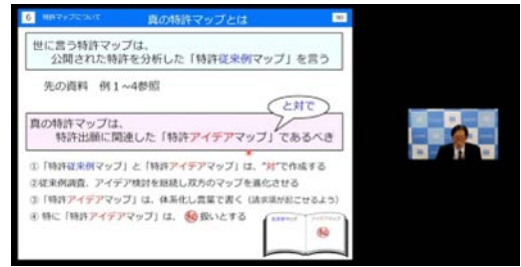 6 特許マップについて 真の特許マップとは
世に言う特許マップは、
公開された特許を分析した「特許従来例マップ」を言う
先の資料 例1~4参照
と対で
真の特許マップは、
特許出願に関連した「特許アイデアマップ」であるべき
①「特許従来例マップ」と「特許アイデアマップ」は、"対"で作成する
②従来例調査、アイデア検討を継続し双方のマップを進化させる
③「特許アイデアマップ」は、体系化し言葉で書く(請求項が起こせるよう)
④ 特に「特許アイデアマップ」は、㊙扱いとする
㊙